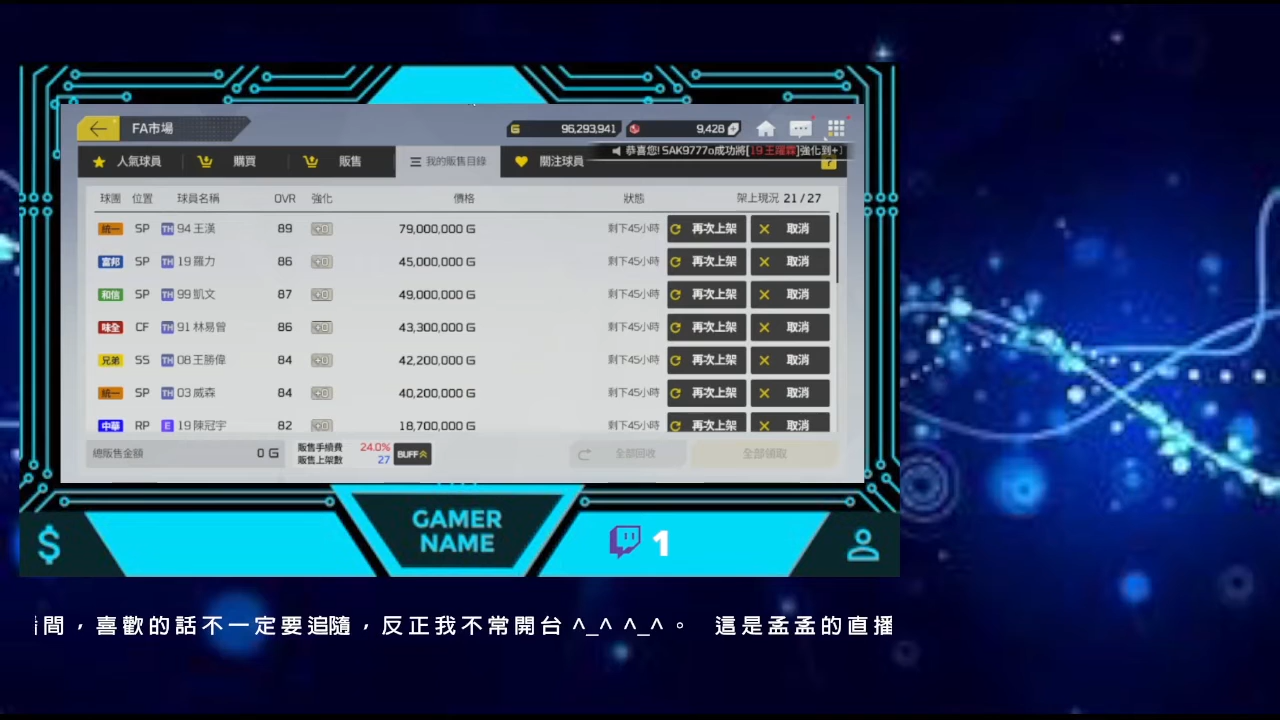 FA市場
96,293,941
9,428
恭喜您! SAK9777o成功將[19.王躍霖]強化到+
人氣球員 購買 販售 我的販售目錄 關注球員 ?
球團 位置 球員名稱 OVR 強化 價格 狀態 架上現況 21 / 27
統一 SP TH 94 王漢 89 79,000,000 G 剩下45小時 再次上架 取消
富邦 SP TH 19 羅力 86 45,000,000 G 剩下45小時 再次上架 取消
和信 SP TH 99 凱文 87 49,000,000 G 剩下45小時 再次上架 取消
味全 CF TH 91 林易曾 86 43,300,000 G 剩下45小時 再次上架 取消
兄弟 SS TH 08 王勝偉 84 42,200,000 G 剩下45小時 再次上架 取消
統一 SP TH 03 威森 84 40,200,000 G 剩下45小時 再次上架 取消
中華 RP E 19 陳冠宇 82 18,700,000 G 剩下45小時 再次上架 取消
總販售金額 0 G
販售手續費 24.0%
販售上架數 27
BUFF
全部回收 全部領取
GAMER
NAME
1
間，喜歡的話不一定要追隨，反正我不常開台 ^_^ ^_^。 這是孟孟的直播